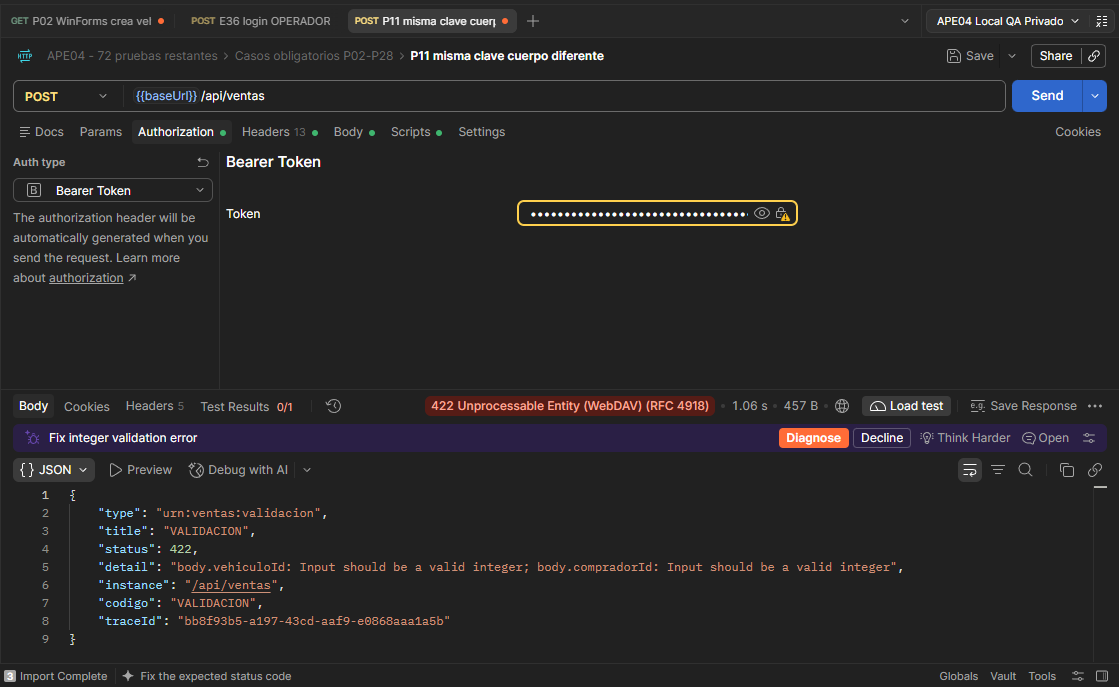 GET P02 WinForms crea vel
POST E36 login OPERADOR
POST P11 misma clave cuerp
APE04 Local QA Privado
HTTP APE04 - 72 pruebas restantes > Casos obligatorios P02-P28 > P11 misma clave cuerpo diferente
Save
Share
POST {{baseUrl}} /api/ventas
Send
Docs Params Authorization Headers 13 Body Scripts Settings Cookies
Auth type
B Bearer Token
The authorization header will be
automatically generated when you
send the request. Learn more
about authorization ↗
Bearer Token
Token
Body Cookies Headers 5 Test Results 0/1
422 Unprocessable Entity (WebDAV) (RFC 4918) • 1.06 s • 457 B
Load test
e.g. Save Response
Fix integer validation error
Diagnose Decline Think Harder Open
{} JSON Preview Debug with AI
1 {
2 "type": "urn:ventas:validacion",
3 "title": "VALIDACION",
4 "status": 422,
5 "detail": "body.vehiculoId: Input should be a valid integer; body.compradorId: Input should be a valid integer",
6 "instance": "/api/ventas",
7 "codigo": "VALIDACION",
8 "traceId": "bb8f93b5-a197-43cd-aaf9-e0868aaa1a5b"
9 }
3 Import Complete
Fix the expected status code
Globals Vault Tools